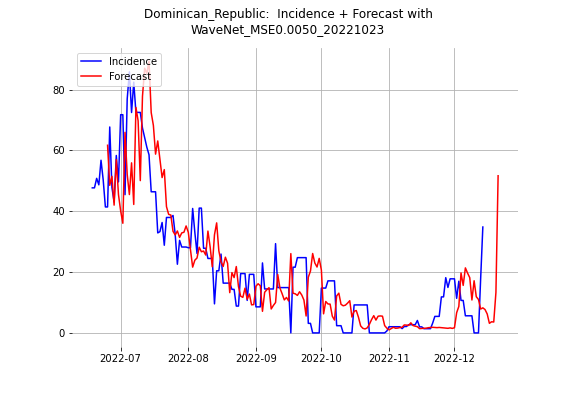 Dominican_Republic:  Incidence + Forecast with
WaveNet_MSE0.0050_20221023
Incidence
Forecast
80
60
40
20
0
2022-07
2022-08
2022-09
2022-10
2022-11
2022-12